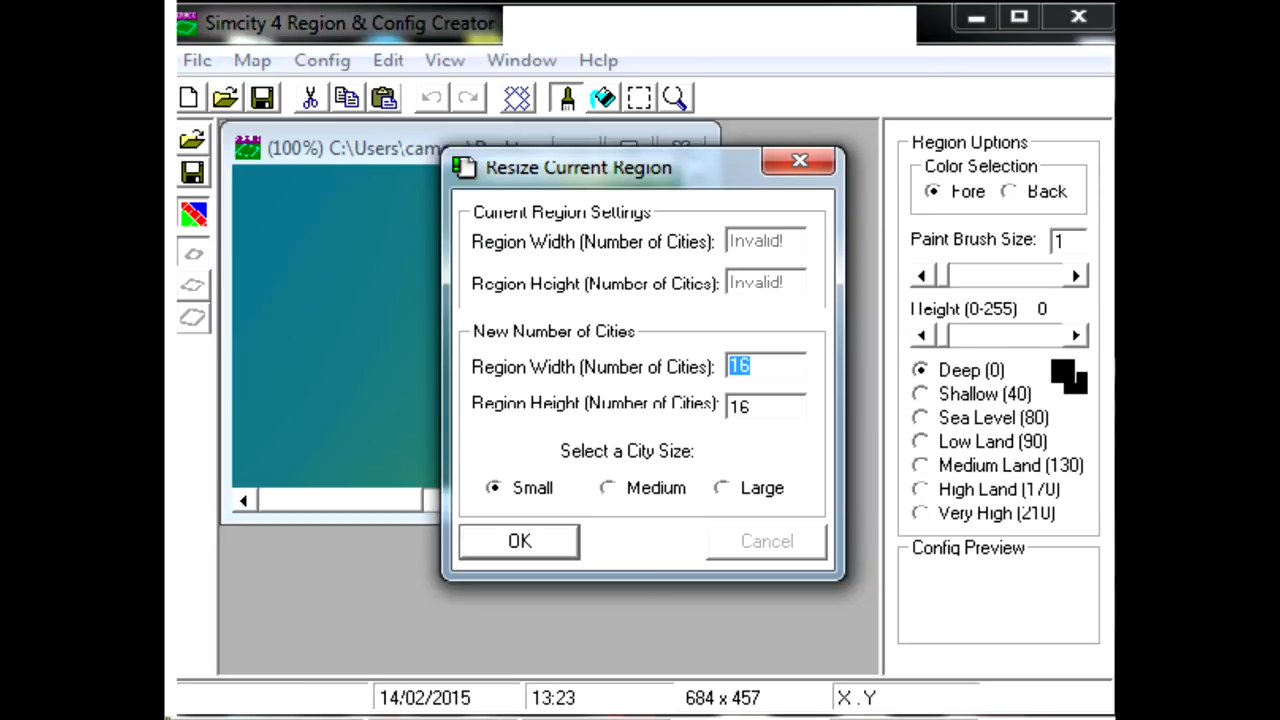 Simcity 4 Region & Config Creator
File Map Config Edit View Window Help
(100%) C:\Users\cam
Resize Current Region
Current Region Settings
Region Width (Number of Cities): Invalid!
Region Height (Number of Cities): Invalid!
New Number of Cities
Region Width (Number of Cities): 16
Region Height (Number of Cities): 16
Select a City Size:
Small Medium Large
OK Cancel
Region Options
Color Selection
Fore Back
Paint Brush Size: 1
Height (0-255) 0
Deep (0)
Shallow (40)
Sea Level (80)
Low Land (90)
Medium Land (130)
High Land (170)
Very High (210)
Config Preview
14/02/2015 13:23 684 x 457 X . Y